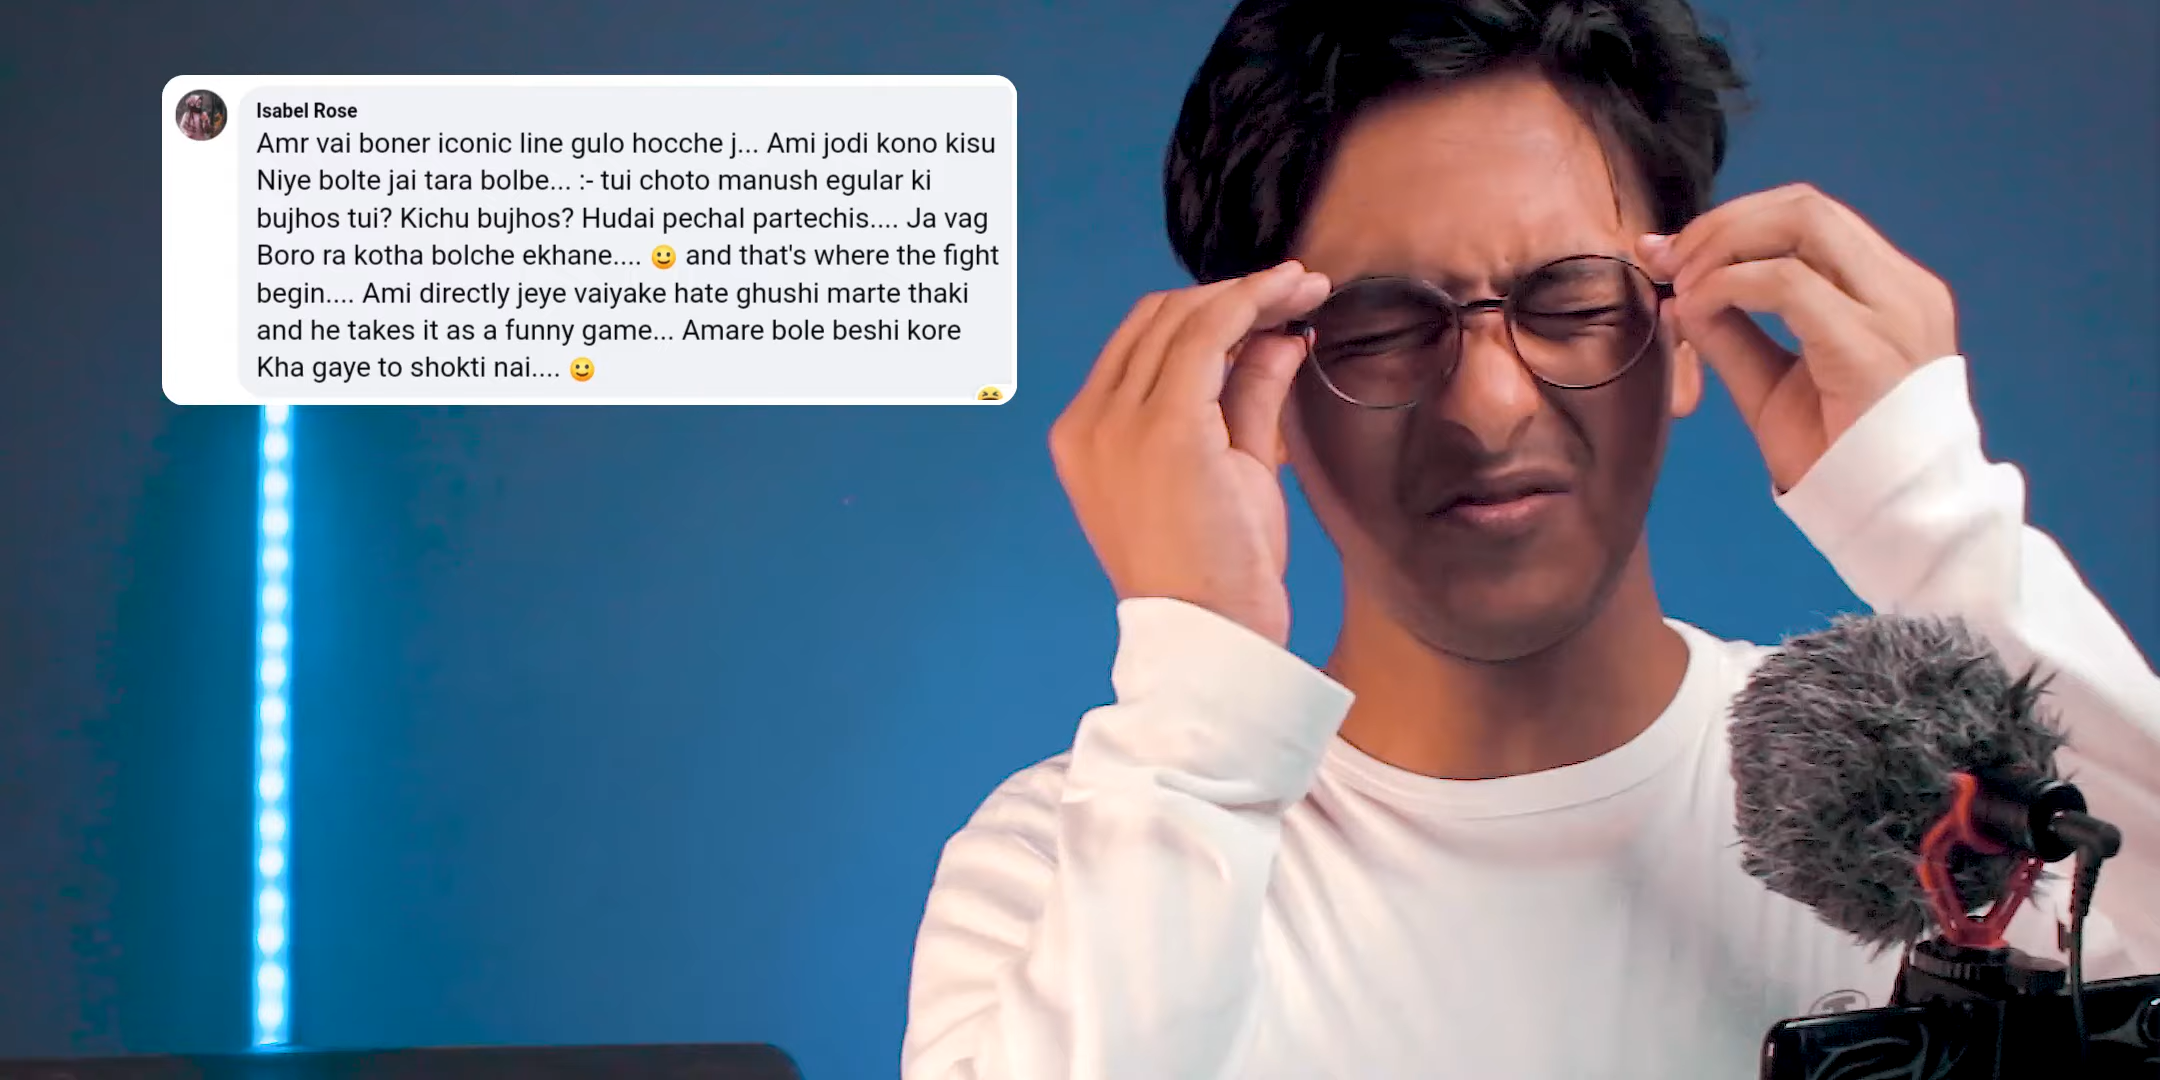 Isabel Rose
Amr vai boner iconic line gulo hocche j... Ami jodi kono kisu
Niye bolte jai tara bolbe... :- tui choto manush egular ki
bujhos tui? Kichu bujhos? Hudai pechal partechis.... Ja vag
Boro ra kotha bolche ekhane.... 🙂 and that's where the fight
begin.... Ami directly jeye vaiyake hate ghushi marte thaki
and he takes it as a funny game... Amare bole beshi kore
Kha gaye to shokti nai.... 🙂